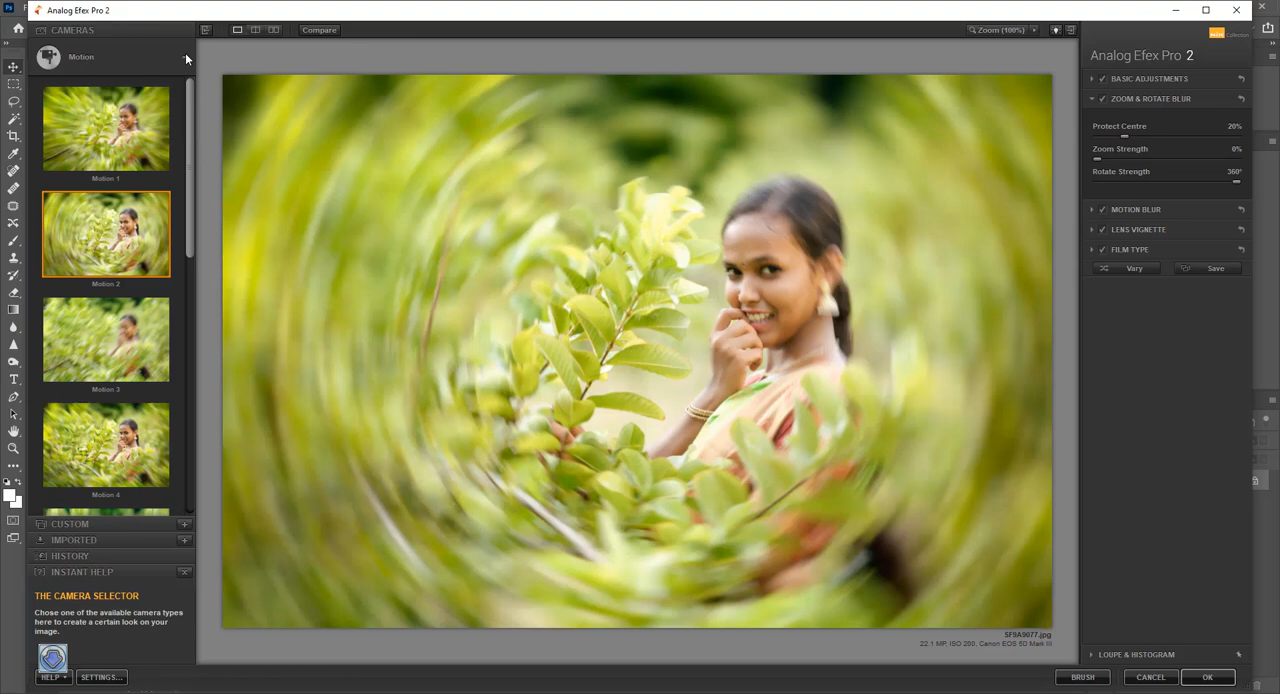 Analog Efex Pro 2
CAMERAS
Compare
Zoom (100%)
Motion
Motion 1
Motion 2
Motion 3
Motion 4
CUSTOM
IMPORTED
HISTORY
[?] INSTANT HELP
THE CAMERA SELECTOR
Chose one of the available camera types
here to create a certain look on your
image.
HELP
SETTINGS...
SF9A9077.jpg
22.1 MP, ISO 200, Canon EOS 5D Mark III
Collection
Analog Efex Pro 2
BASIC ADJUSTMENTS
ZOOM & ROTATE BLUR
Protect Centre 20%
Zoom Strength 0%
Rotate Strength 360°
MOTION BLUR
LENS VIGNETTE
FILM TYPE
Vary Save
LOUPE & HISTOGRAM
BRUSH CANCEL OK
Ps
T